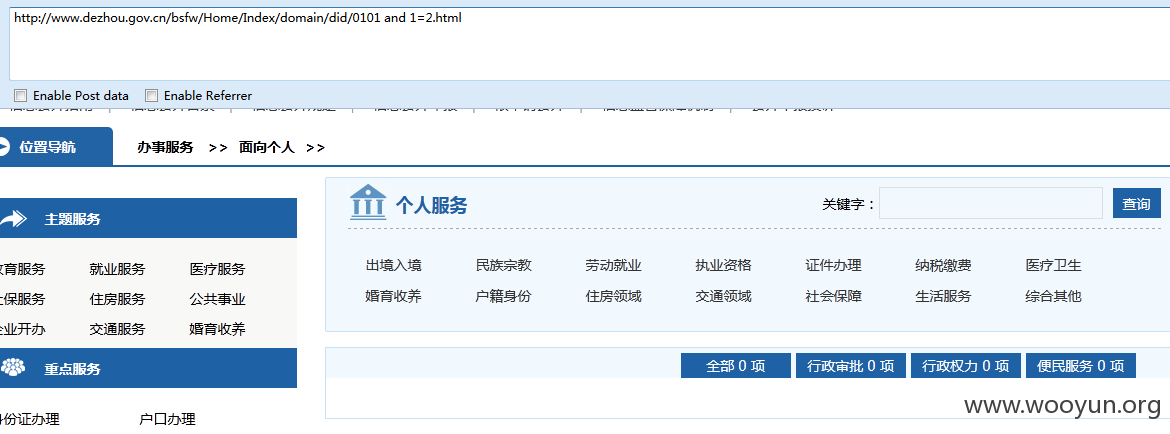 http://www.dezhou.gov.cn/bsfw/Home/Index/domain/did/0101 and 1=2.html
Enable Post data Enable Referrer
位置导航 办事服务 >> 面向个人 >>
主题服务
教育服务 就业服务 医疗服务
社保服务 住房服务 公共事业
企业开办 交通服务 婚育收养
重点服务
身份证办理 户口办理
个人服务 关键字: 查询
出境入境 民族宗教 劳动就业 执业资格 证件办理 纳税缴费 医疗卫生
婚育收养 户籍身份 住房领域 交通领域 社会保障 生活服务 综合其他
全部 0 项 行政审批 0 项 行政权力 0 项 便民服务 0 项
www.wooyun.org